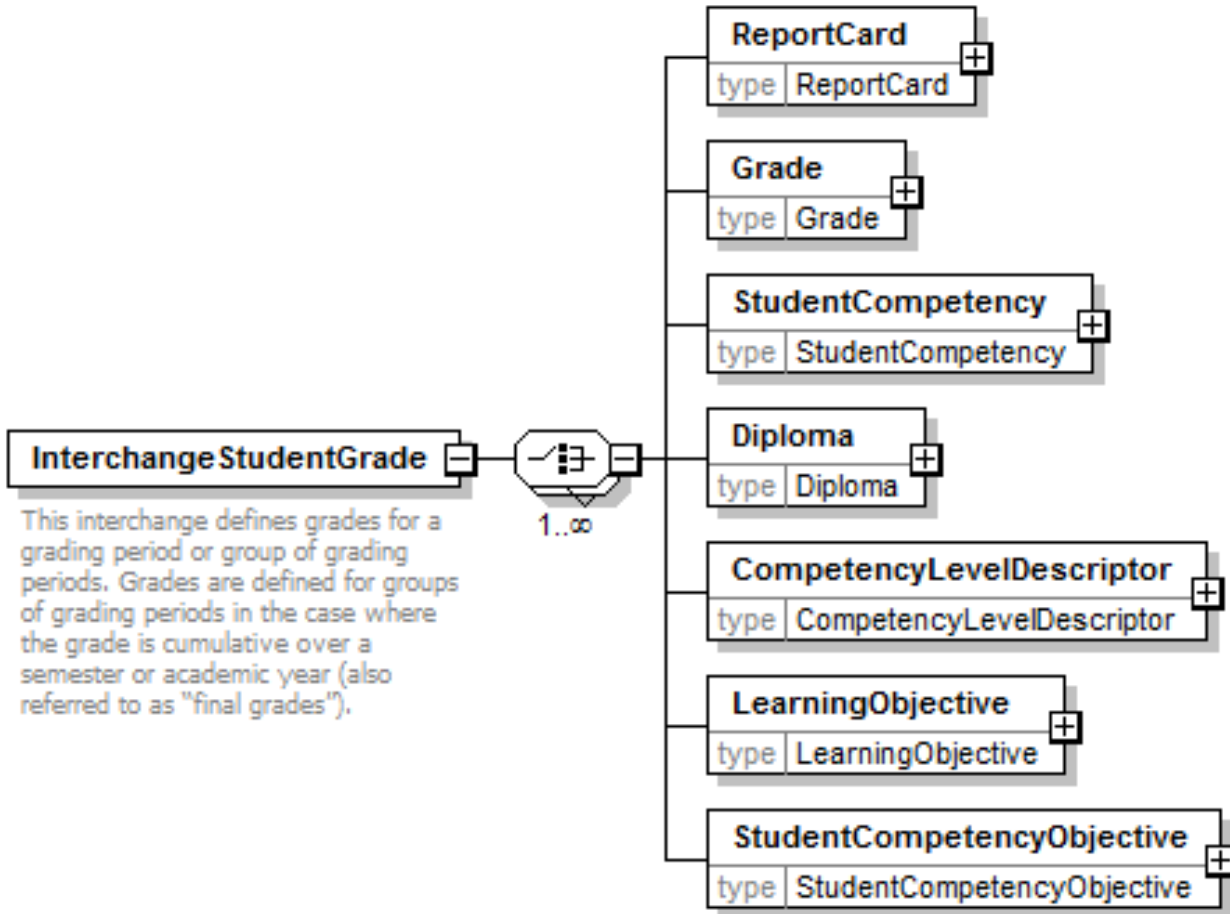 ReportCard
type ReportCard
Grade
type Grade
StudentCompetency
type StudentCompetency
Diploma
type Diploma
InterchangeStudentGrade
This interchange defines grades for a
grading period or group of grading
periods. Grades are defined for groups
of grading periods in the case where
the grade is cumulative over a
semester or academic year (also
referred to as "final grades").
1..∞
CompetencyLevelDescriptor
type CompetencyLevelDescriptor
LearningObjective
type LearningObjective
StudentCompetencyObjective
type StudentCompetencyObjective